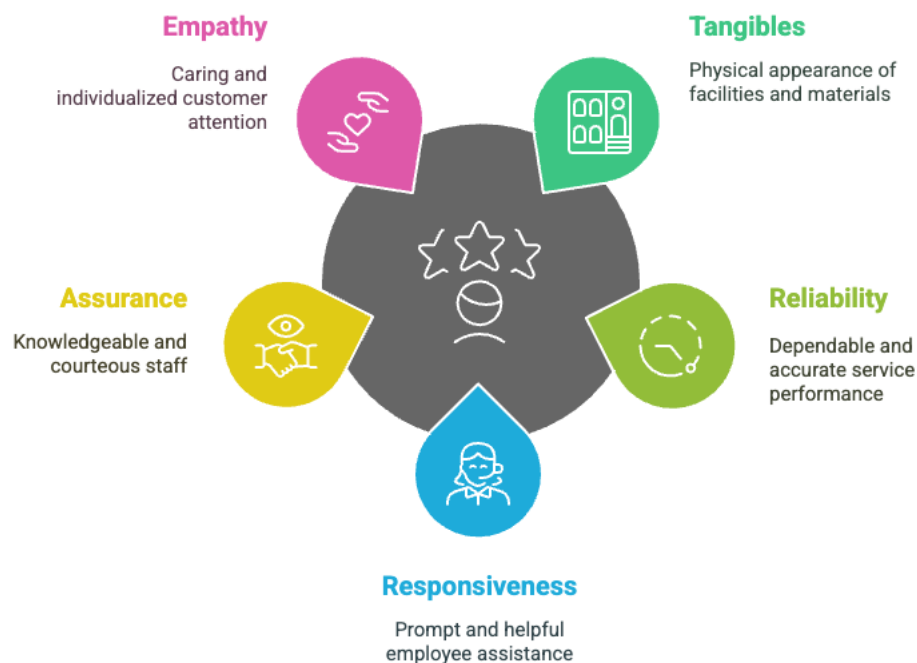 Empathy
Caring and
individualized customer
attention
Tangibles
Physical appearance of
facilities and materials
Assurance
Knowledgeable and
courteous staff
Reliability
Dependable and
accurate service
performance
Responsiveness
Prompt and helpful
employee assistance